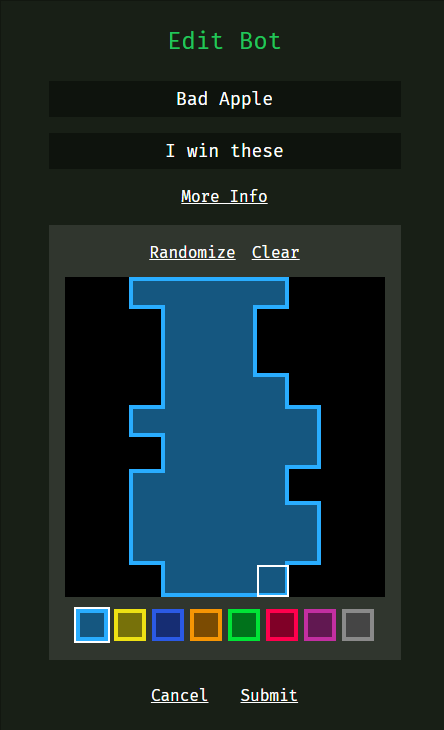 Edit Bot
Bad Apple
I win these
More Info
Randomize Clear
Cancel Submit